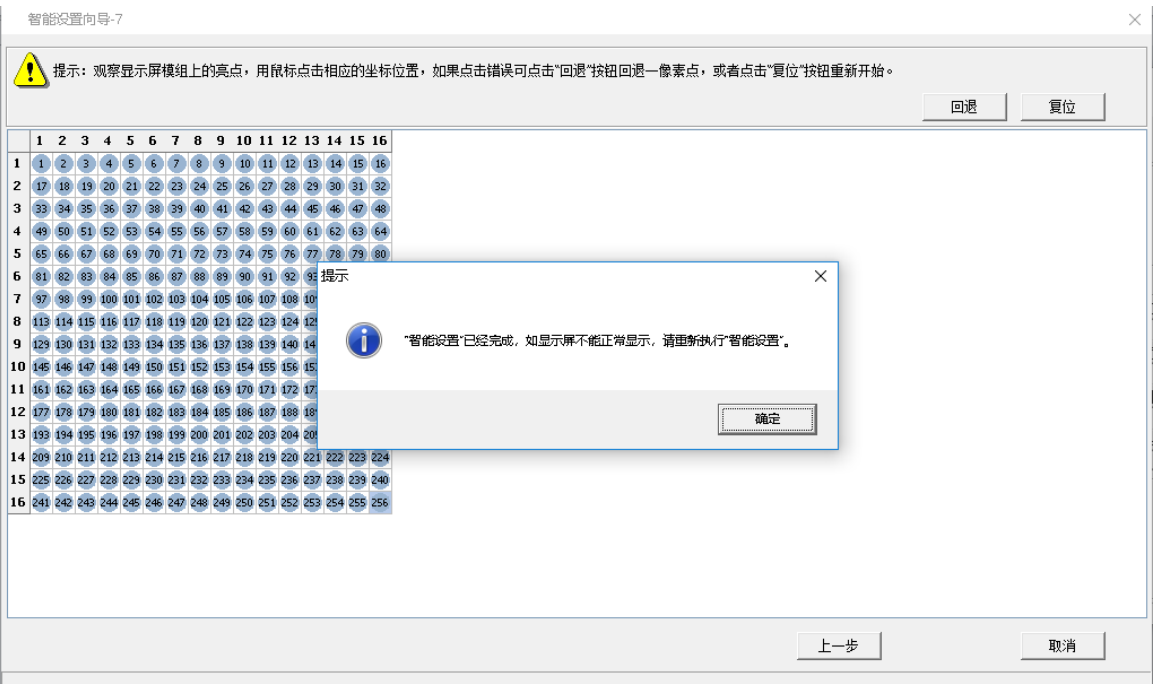 智能设置向导-7
提示：观察显示屏模组上的亮点，用鼠标点击相应的坐标位置，如果点击错误可点击"回退"按钮回退一像素点，或者点击"复位"按钮重新开始。
回退 复位
1 2 3 4 5 6 7 8 9 10 11 12 13 14 15 16
1 1 2 3 4 5 6 7 8 9 10 11 12 13 14 15 16
2 17 18 19 20 21 22 23 24 25 26 27 28 29 30 31 32
3 33 34 35 36 37 38 39 40 41 42 43 44 45 46 47 48
4 49 50 51 52 53 54 55 56 57 58 59 60 61 62 63 64
5 65 66 67 68 69 70 71 72 73 74 75 76 77 78 79 80
6 81 82 83 84 85 86 87 88 89 90 91 92
7 97 98 99 100 101 102 103 104 105 106 107 108
8 113 114 115 116 117 118 119 120 121 122 123 124
9 129 130 131 132 133 134 135 136 137 138 139 140
10 145 146 147 148 149 150 151 152 153 154 155 156
11 161 162 163 164 165 166 167 168 169 170 171 172
12 177 178 179 180 181 182 183 184 185 186 187 188
13 193 194 195 196 197 198 199 200 201 202 203 204
14 209 210 211 212 213 214 215 216 217 218 219 220 221 222 223 224
15 225 226 227 228 229 230 231 232 233 234 235 236 237 238 239 240
16 241 242 243 244 245 246 247 248 249 250 251 252 253 254 255 256
提示
"智能设置"已经完成，如显示屏不能正常显示，请重新执行"智能设置"。
确定
上一步 取消